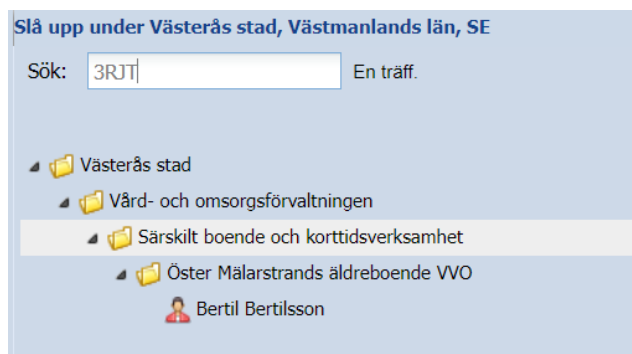 Slå upp under Västerås stad, Västmanlands län, SE
Sök: 3RJT En träff.
Västerås stad
Vård- och omsorgsförvaltningen
Särskilt boende och korttidsverksamhet
Öster Mälarstrands äldreboende VVO
Bertil Bertilsson